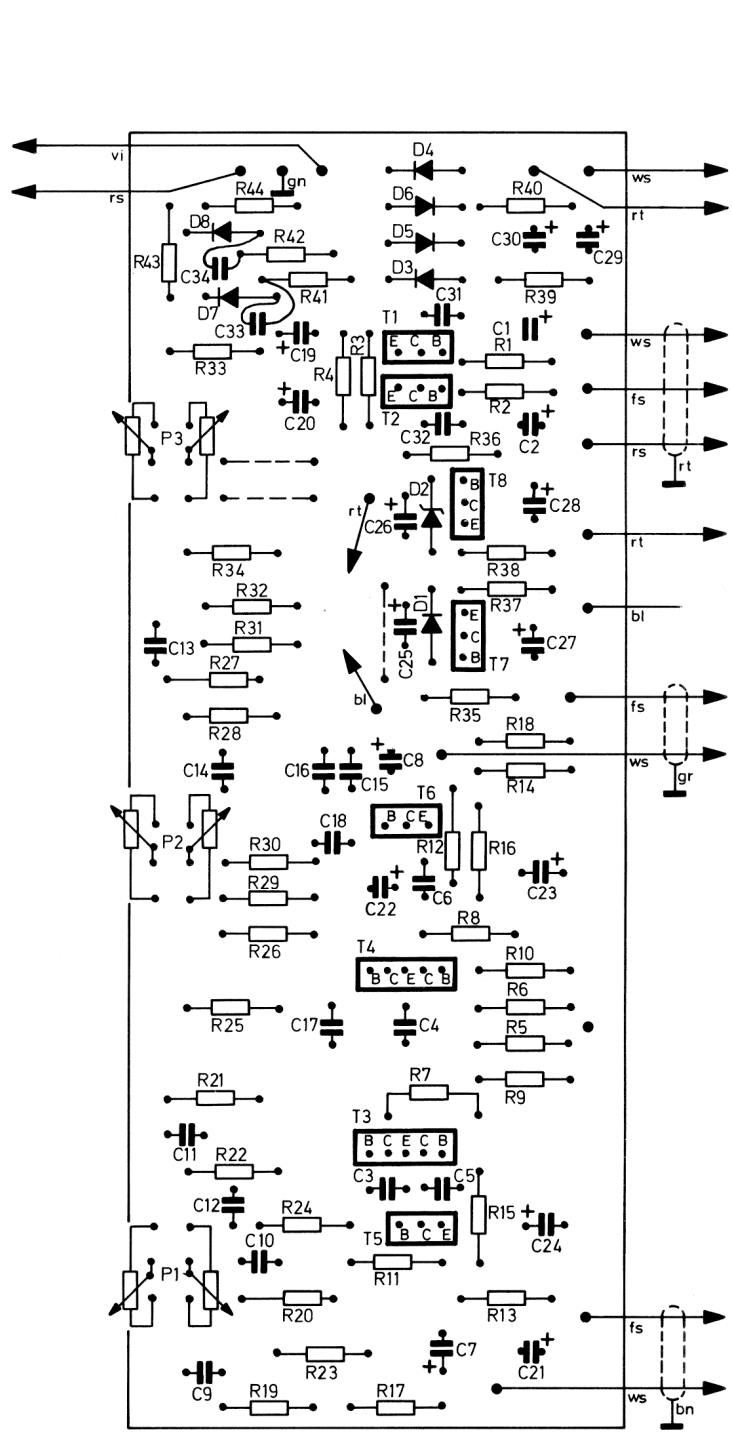 vi
D4
ws
rs
gn
R44
D6
R40
rt
D8
R42
D5
C30
C29
R43
C34
R41
D3
R39
D7
C31
C33
C19
T1
C1
ws
R33
R4
R3
E C B
R1
E C B
R2
fs
C20
T2
C2
P3
C32
R36
rs
rt
D2
B
T8
rt
C
C28
C26
E
rt
R34
R38
R32
D1
R37
bl
R31
E
C13
C25
C
C27
R27
B
T7
bl
R35
fs
R28
R18
C14
C16
C15
C8
ws
R14
gr
T6
C18
B C E
P2
R12
R16
R30
C23
R29
C22
C6
R26
R8
T4
R10
B C E C B
R6
R25
C17
C4
R5
R21
R7
R9
T3
C11
B C E C B
R22
C3
C5
C12
R24
R15
C10
T5
B C E
C24
P1
R11
R20
R13
fs
R23
C7
C21
C9
R19
R17
ws
bn